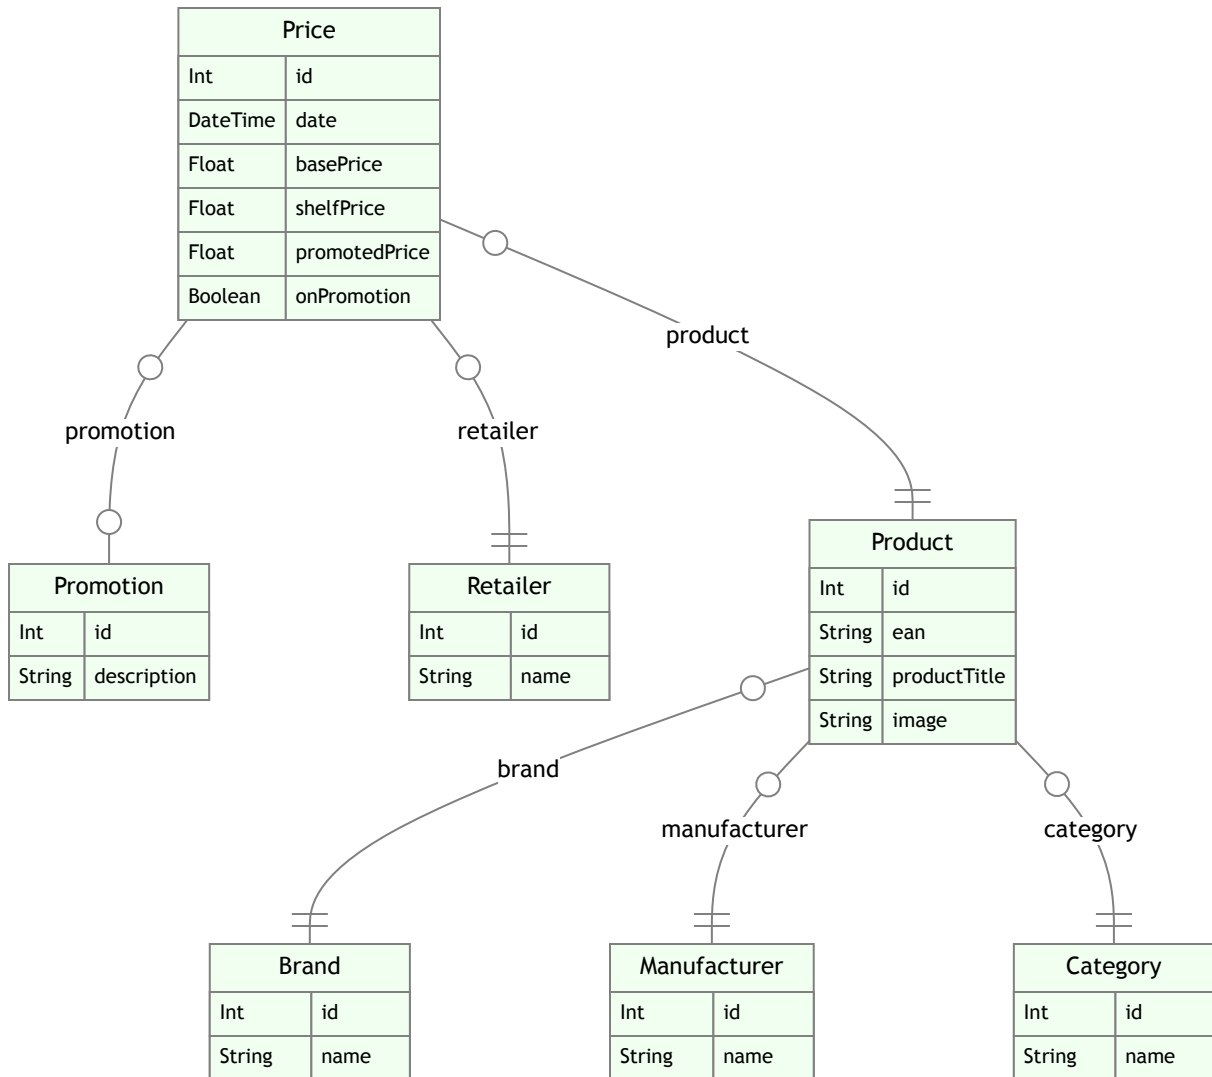 Price
Int id
DateTime date
Float basePrice
Float shelfPrice
Float promotedPrice
Boolean onPromotion
product
promotion
retailer
Promotion
Int id
String description
Retailer
Int id
String name
Product
Int id
String ean
String productTitle
String image
brand
manufacturer
category
Brand
Int id
String name
Manufacturer
Int id
String name
Category
Int id
String name